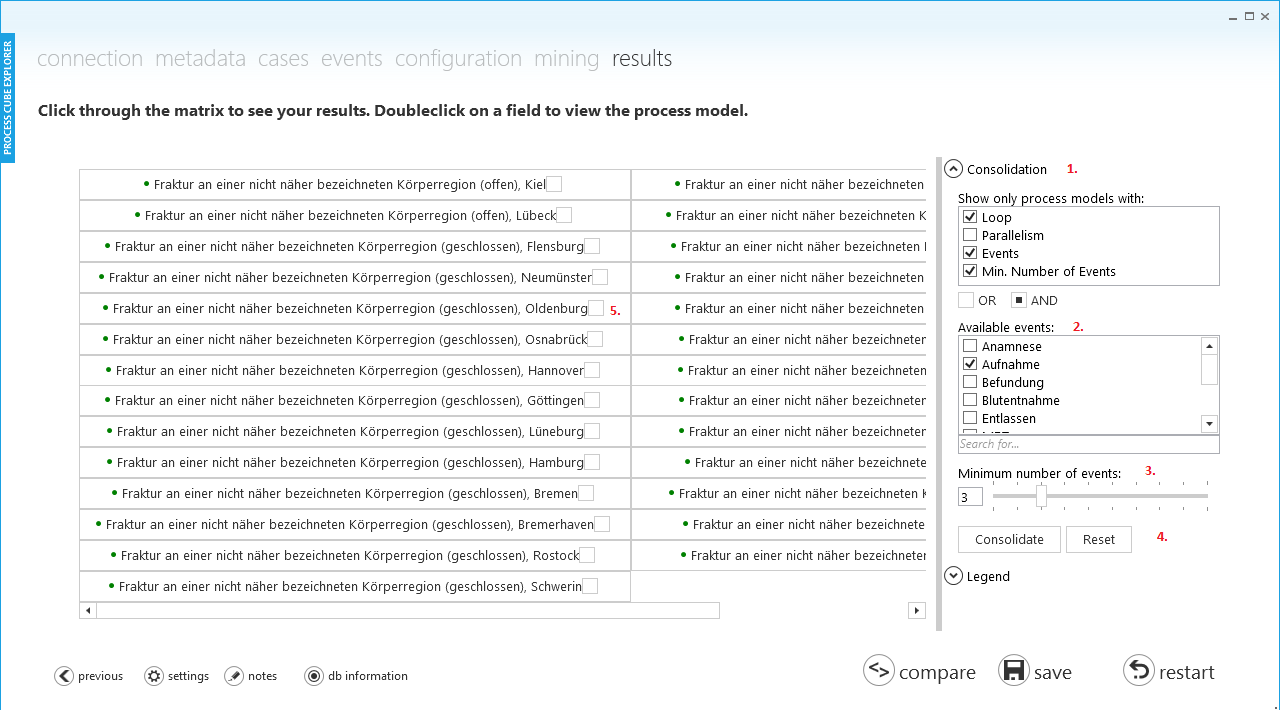 PROCESS CUBE EXPLORER
connection metadata cases events configuration mining results
Click through the matrix to see your results. Doubleclick on a field to view the process model.
Fraktur an einer nicht näher bezeichneten Körperregion (offen), Kiel
Fraktur an einer nicht näher bezeichneten Körperregion (offen), Lübeck
Fraktur an einer nicht näher bezeichneten Körperregion (geschlossen), Flensburg
Fraktur an einer nicht näher bezeichneten Körperregion (geschlossen), Neumünster
Fraktur an einer nicht näher bezeichneten Körperregion (geschlossen), Oldenburg 5.
Fraktur an einer nicht näher bezeichneten Körperregion (geschlossen), Osnabrück
Fraktur an einer nicht näher bezeichneten Körperregion (geschlossen), Hannover
Fraktur an einer nicht näher bezeichneten Körperregion (geschlossen), Göttingen
Fraktur an einer nicht näher bezeichneten Körperregion (geschlossen), Lüneburg
Fraktur an einer nicht näher bezeichneten Körperregion (geschlossen), Hamburg
Fraktur an einer nicht näher bezeichneten Körperregion (geschlossen), Bremen
Fraktur an einer nicht näher bezeichneten Körperregion (geschlossen), Bremerhaven
Fraktur an einer nicht näher bezeichneten Körperregion (geschlossen), Rostock
Fraktur an einer nicht näher bezeichneten Körperregion (geschlossen), Schwerin
Fraktur an einer nicht näher bezeichneten
Fraktur an einer nicht näher bezeichneten K
Fraktur an einer nicht näher bezeichneten
Fraktur an einer nicht näher bezeichneten
Fraktur an einer nicht näher bezeichneten
Fraktur an einer nicht näher bezeichneten
Fraktur an einer nicht näher bezeichneten
Fraktur an einer nicht näher bezeichneten
Fraktur an einer nicht näher bezeichneten
Fraktur an einer nicht näher bezeichnete
Fraktur an einer nicht näher bezeichneten K
Fraktur an einer nicht näher bezeichnete
Fraktur an einer nicht näher bezeichneten
Consolidation 1.
Show only process models with:
Loop
Parallelism
Events
Min. Number of Events
OR AND
Available events: 2.
Anamnese
Aufnahme
Befundung
Blutentnahme
Entlassen
Search for...
Minimum number of events: 3.
3
Consolidate Reset 4.
Legend
previous settings notes db information
compare save restart